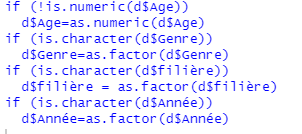 if (!is.numeric(d$Age))
  d$Age=as.numeric(d$Age)
if (is.character(d$Genre))
  d$Genre=as.factor(d$Genre)
if (is.character(d$filière))
  d$filière = as.factor(d$filière)
if (is.character(d$Année))
  d$Année=as.factor(d$Année)